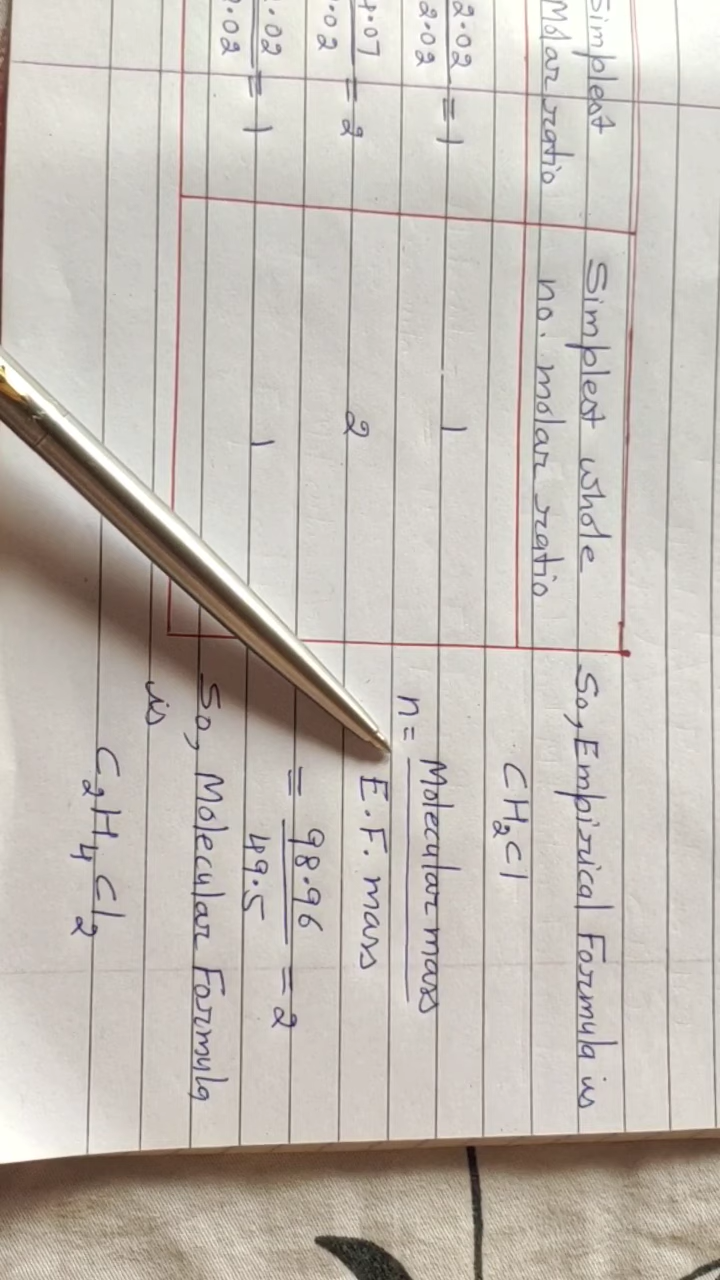 Simplest
Molar ratio
2.02/2.02 = 1
.07/.02 = 2
.02/.02 = 1
Simplest whole
no. molar ratio
1
2
1
So, Empirical Formula is
CH₂Cl
n = Molecular mass / E.F. mass
= 98.96 / 49.5 = 2
So, Molecular Formula
is
C₂H₄Cl₂